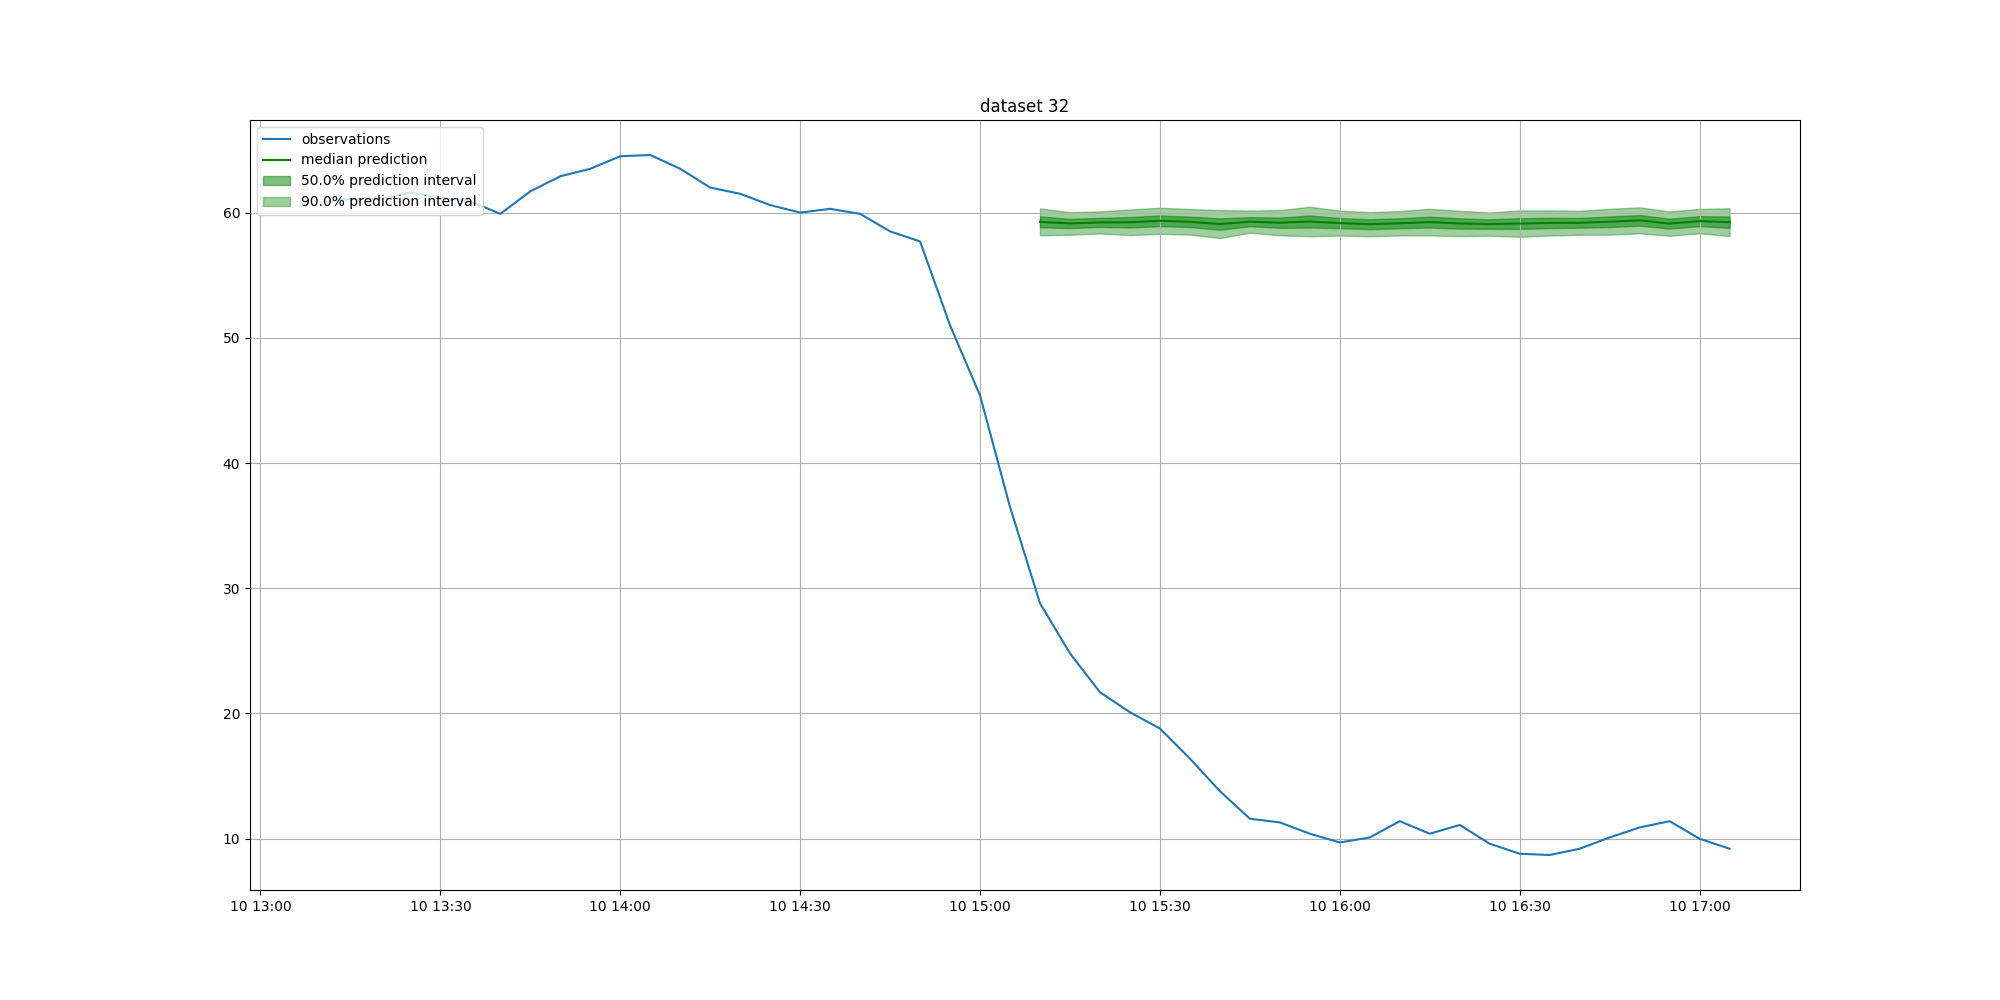 dataset 32
observations
median prediction
50.0% prediction interval
90.0% prediction interval
60
50
40
30
20
10
10 13:00 10 13:30 10 14:00 10 14:30 10 15:00 10 15:30 10 16:00 10 16:30 10 17:00